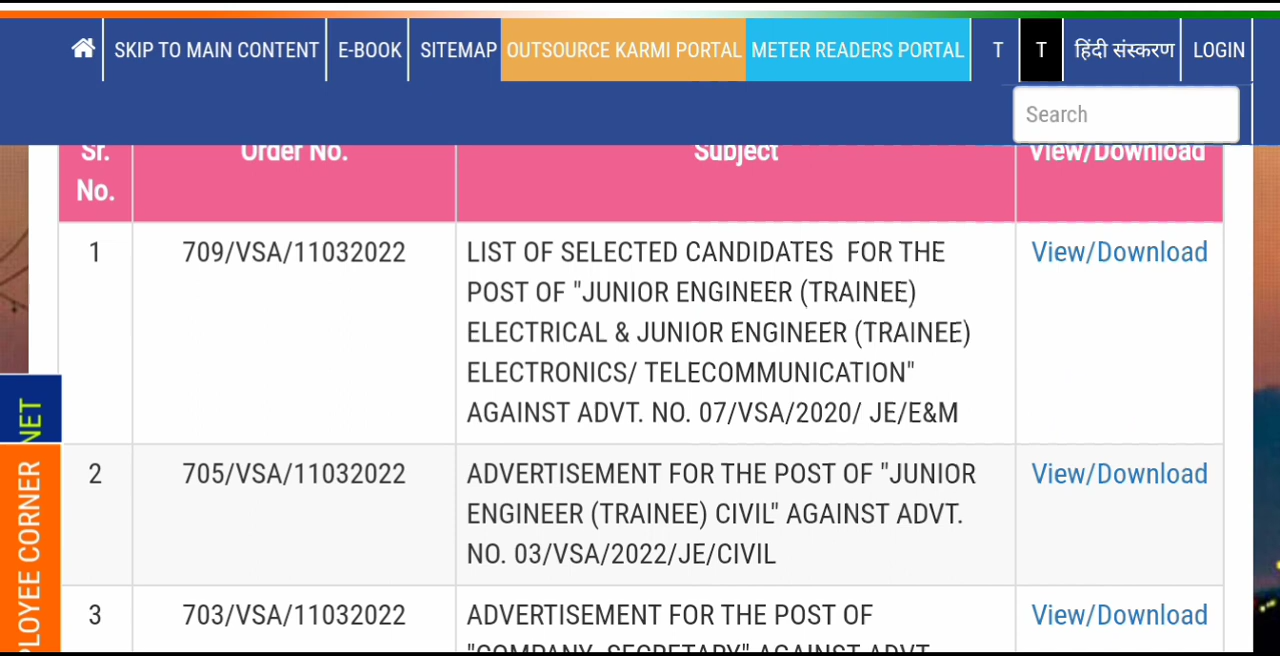 SKIP TO MAIN CONTENT E-BOOK SITEMAP OUTSOURCE KARMI PORTAL METER READERS PORTAL T T हिंदी संस्करण LOGIN
Search
Sr. Order No. Subject View/Download
No.
1 709/VSA/11032022 LIST OF SELECTED CANDIDATES FOR THE View/Download
POST OF "JUNIOR ENGINEER (TRAINEE)
ELECTRICAL & JUNIOR ENGINEER (TRAINEE)
ELECTRONICS/ TELECOMMUNICATION"
AGAINST ADVT. NO. 07/VSA/2020/ JE/E&M
2 705/VSA/11032022 ADVERTISEMENT FOR THE POST OF "JUNIOR View/Download
ENGINEER (TRAINEE) CIVIL" AGAINST ADVT.
NO. 03/VSA/2022/JE/CIVIL
3 703/VSA/11032022 ADVERTISEMENT FOR THE POST OF View/Download
"COMPANY SECRETARY" AGAINST ADVT.
NET
PLOYEE CORNER